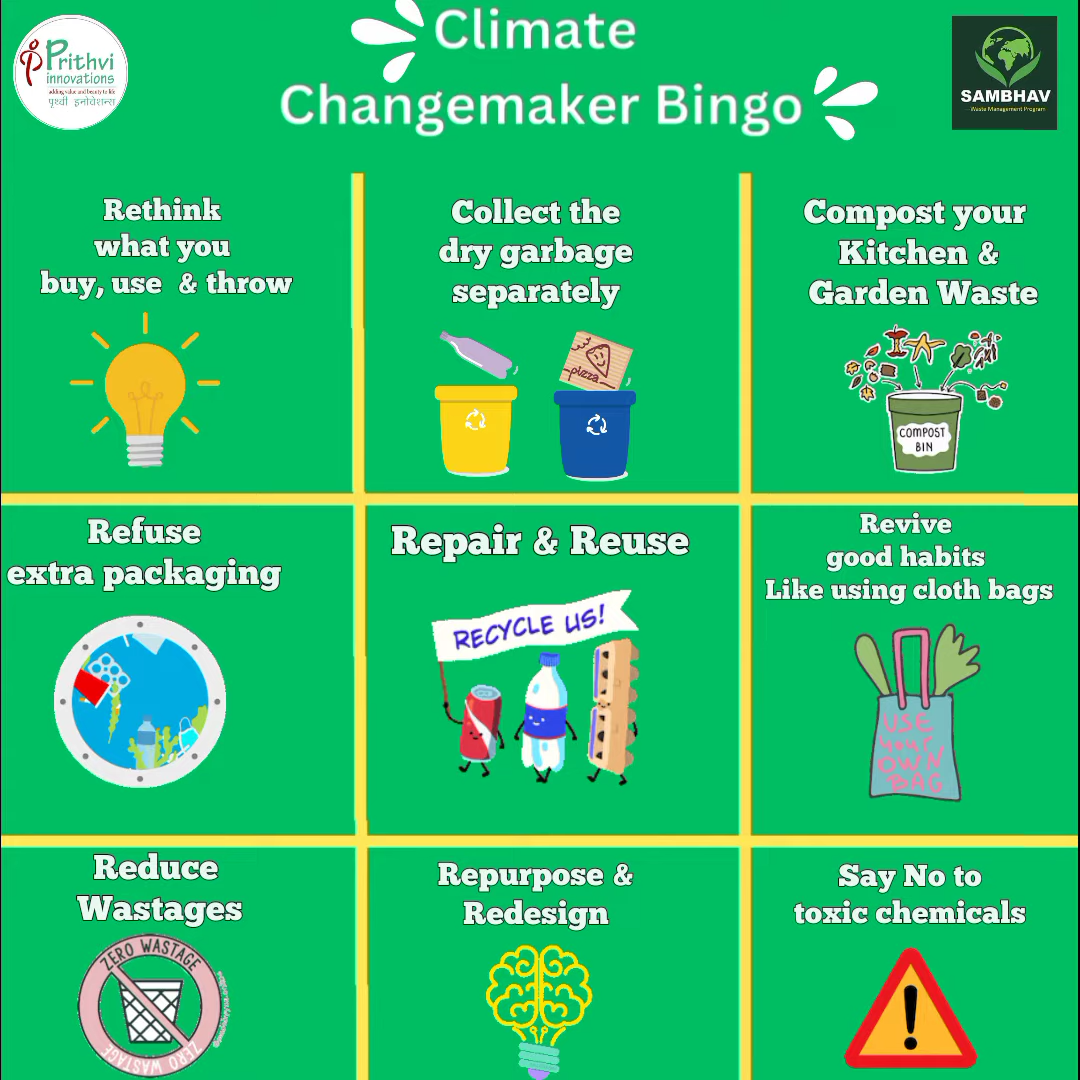 Climate
Changemaker Bingo
Prithvi
innovations
adding value and beauty to life
पृथ्वी इनोवेशन्स
SAMBHAV
Waste Management Program
Rethink
what you
buy, use & throw
Collect the
dry garbage
separately
pizza
Compost your
Kitchen &
Garden Waste
COMPOST
BIN
Refuse
extra packaging
Repair & Reuse
RECYCLE US!
Revive
good habits
Like using cloth bags
USE
YOUR
OWN
BAG
Reduce
Wastages
ZERO WASTAGE
ZERO WASTAGE
Repurpose &
Redesign
Say No to
toxic chemicals